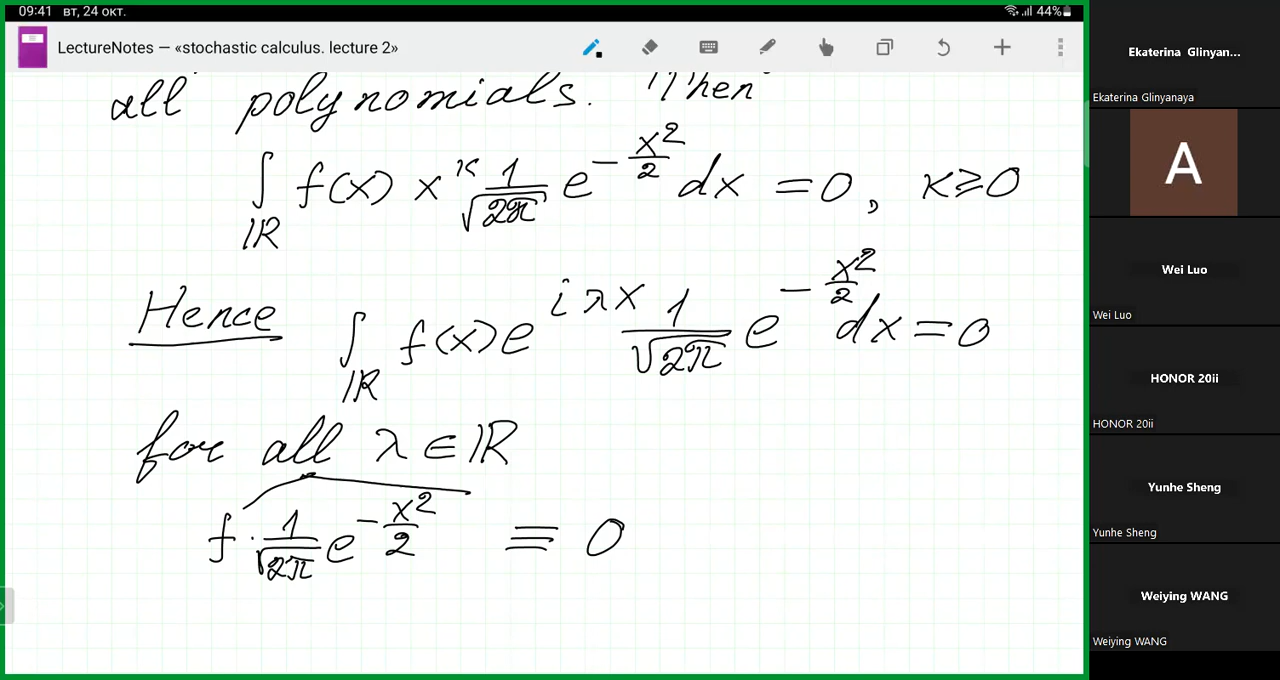 09:41 вт, 24 окт. 44%
LectureNotes — «stochastic calculus. lecture 2»
all polynomials. Then
∫_ℝ f(x) x^κ 1/√(2π) e^(−x²/2) dx = 0, κ ≥ 0
Hence ∫_ℝ f(x) e^(iλx) 1/√(2π) e^(−x²/2) dx = 0
for all λ ∈ ℝ
f · 1/√(2π) e^(−x²/2) ≡ 0
Ekaterina Glinyan...
Ekaterina Glinyanaya
A
Wei Luo
Wei Luo
HONOR 20ii
HONOR 20ii
Yunhe Sheng
Yunhe Sheng
Weiying WANG
Weiying WANG